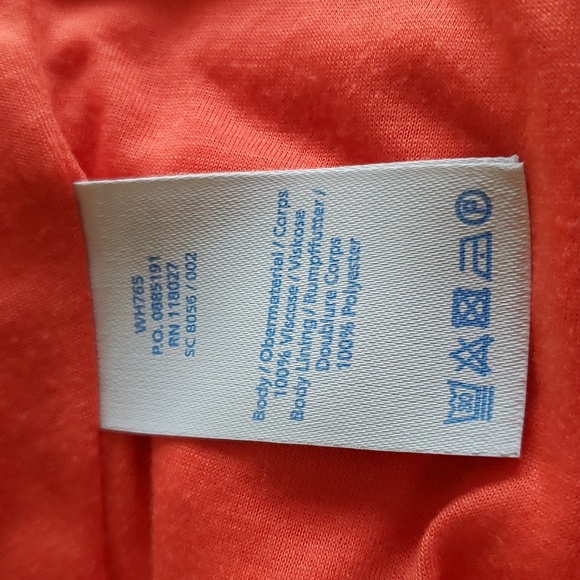 WH765
P.O. 0885191
RN 118027
SC 8056 / 002
Body / Obermaterial / Corps
100% Viscose / Viskose
Body Lining / Rumpffutter /
Doublure Corps
100% Polyester
30 P